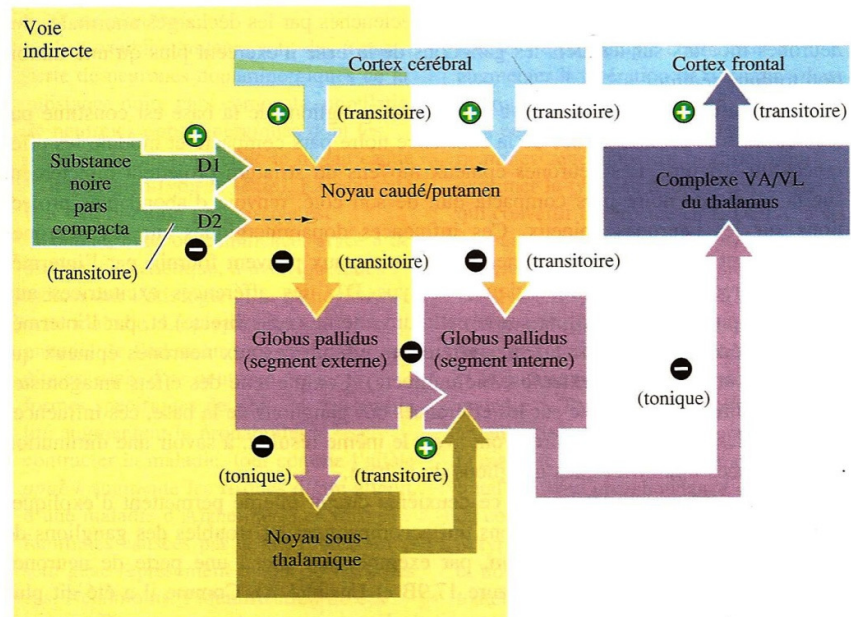 Voie
indirecte
Cortex cérébral
Cortex frontal
+
+ (transitoire)
+ (transitoire)
+ (transitoire)
Substance
noire
pars
compacta
D1
D2
−
(transitoire)
Noyau caudé/putamen
Complexe VA/VL
du thalamus
− (transitoire)
− (transitoire)
Globus pallidus
(segment externe)
−
Globus pallidus
(segment interne)
−
(tonique)
−
(tonique)
+
(transitoire)
Noyau sous-
thalamique